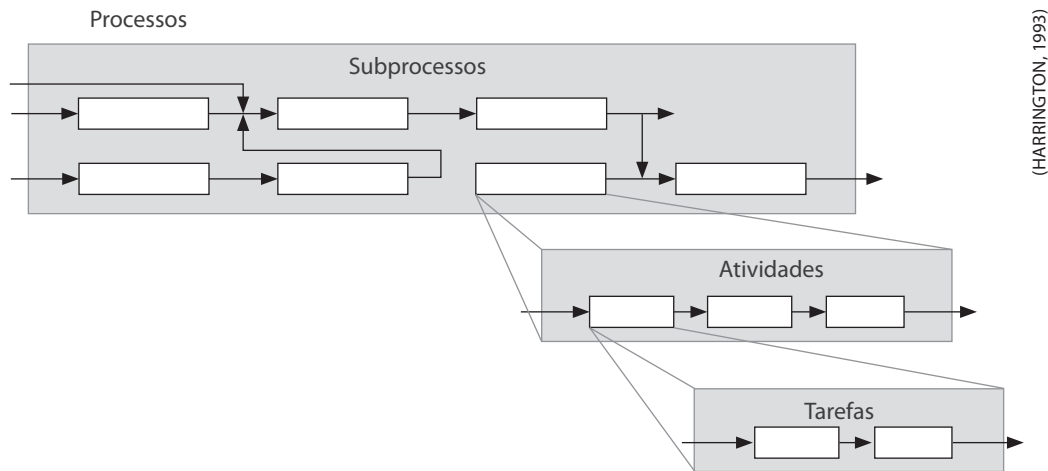 Processos
Subprocessos
Atividades
Tarefas
(HARRINGTON, 1993)